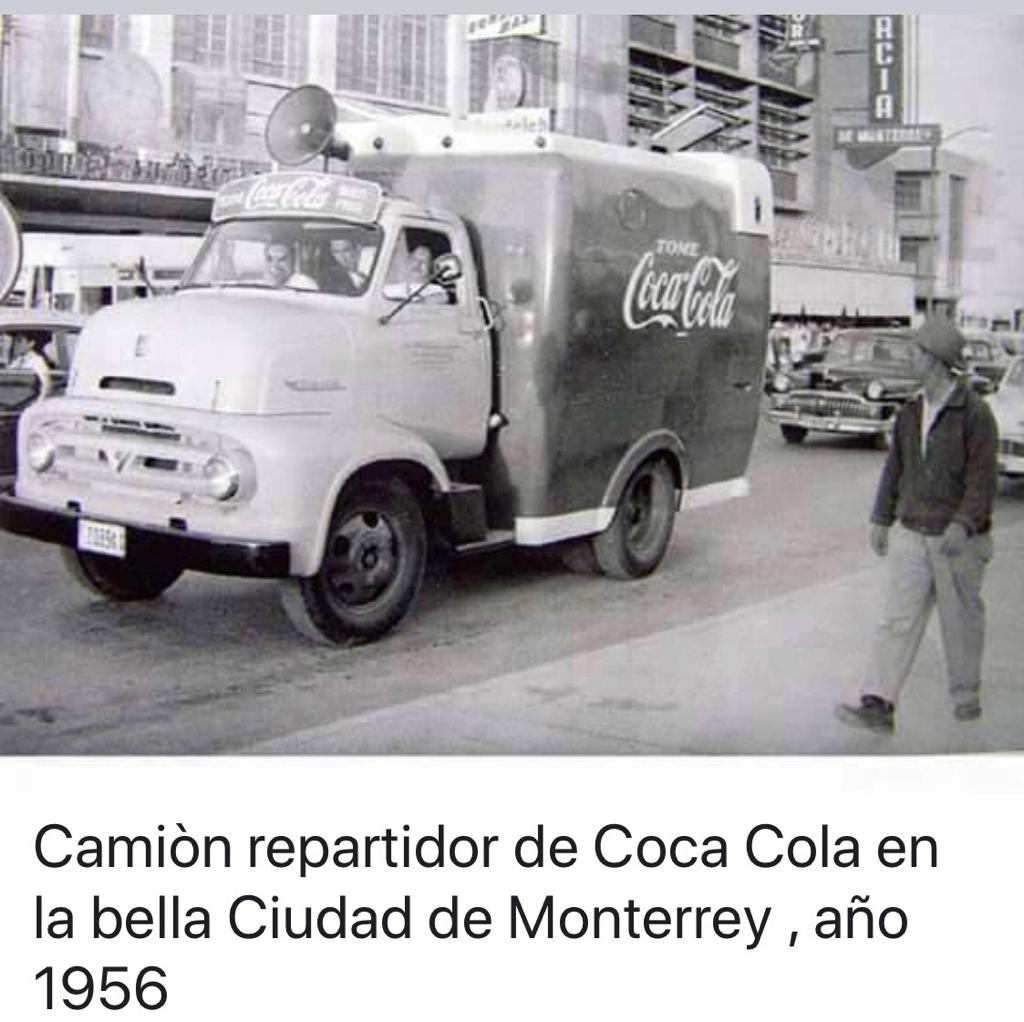 Coca-Cola
TOME
Coca-Cola
ACIA
DE MONTERREY
Camiòn repartidor de Coca Cola en
la bella Ciudad de Monterrey , año
1956